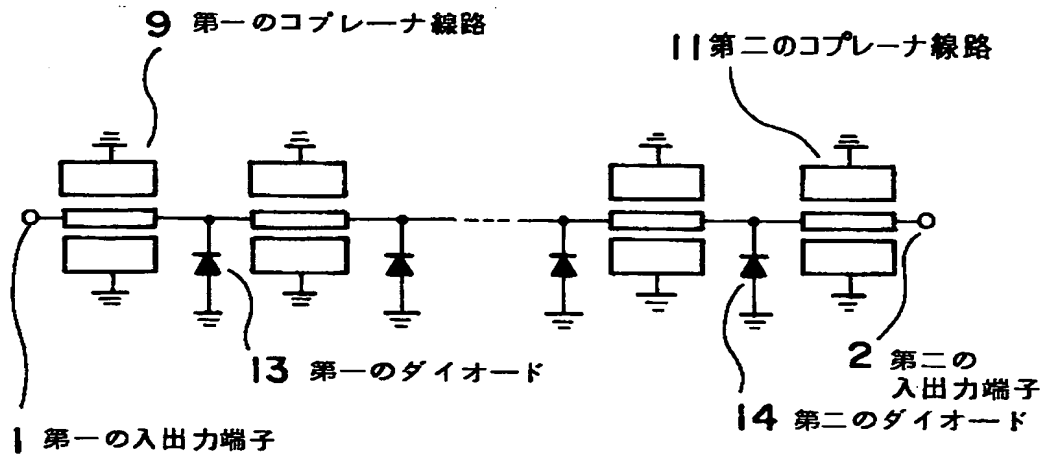 9 第一のコプレーナ線路
11 第二のコプレーナ線路
13 第一のダイオード
2 第二の
入出力端子
14 第二のダイオード
1 第一の入出力端子